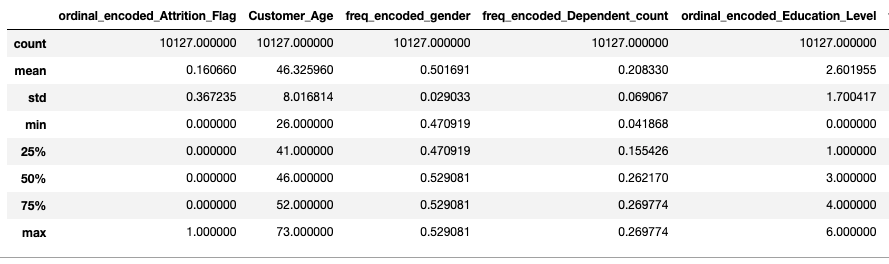 ordinal_encoded_Attrition_Flag Customer_Age freq_encoded_gender freq_encoded_Dependent_count ordinal_encoded_Education_Level
count 10127.000000 10127.000000 10127.000000 10127.000000 10127.000000
mean 0.160660 46.325960 0.501691 0.208330 2.601955
std 0.367235 8.016814 0.029033 0.069067 1.700417
min 0.000000 26.000000 0.470919 0.041868 0.000000
25% 0.000000 41.000000 0.470919 0.155426 1.000000
50% 0.000000 46.000000 0.529081 0.262170 3.000000
75% 0.000000 52.000000 0.529081 0.269774 4.000000
max 1.000000 73.000000 0.529081 0.269774 6.000000